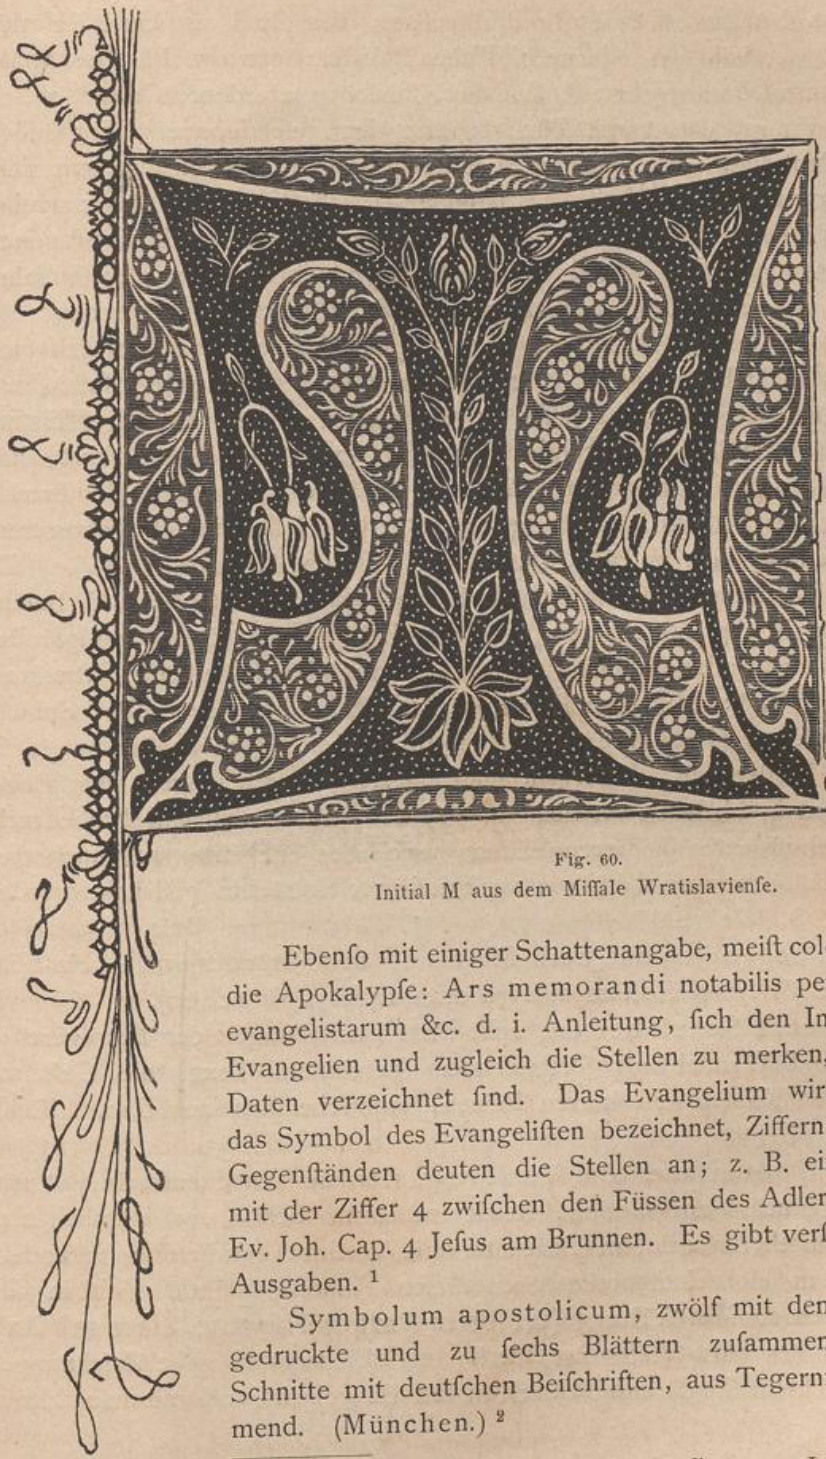 Fig. 60.
Initial M aus dem Miſſale Wratislavienſe.
Ebenſo mit einiger Schattenangabe, meiſt col
die Apokalypſe: Ars memorandi notabilis pe
evangelistarum &c. d. i. Anleitung, ſich den In
Evangelien und zugleich die Stellen zu merken,
Daten verzeichnet ſind. Das Evangelium wir
das Symbol des Evangeliſten bezeichnet, Ziffern
Gegenſtänden deuten die Stellen an; z. B. ei
mit der Ziffer 4 zwiſchen den Füssen des Adler
Ev. Joh. Cap. 4 Jeſus am Brunnen. Es gibt verſ
Ausgaben. ¹
Symbolum apostolicum, zwölf mit den
gedruckte und zu ſechs Blättern zuſammen
Schnitte mit deutſchen Beiſchriften, aus Tegern
mend. (München.) ²